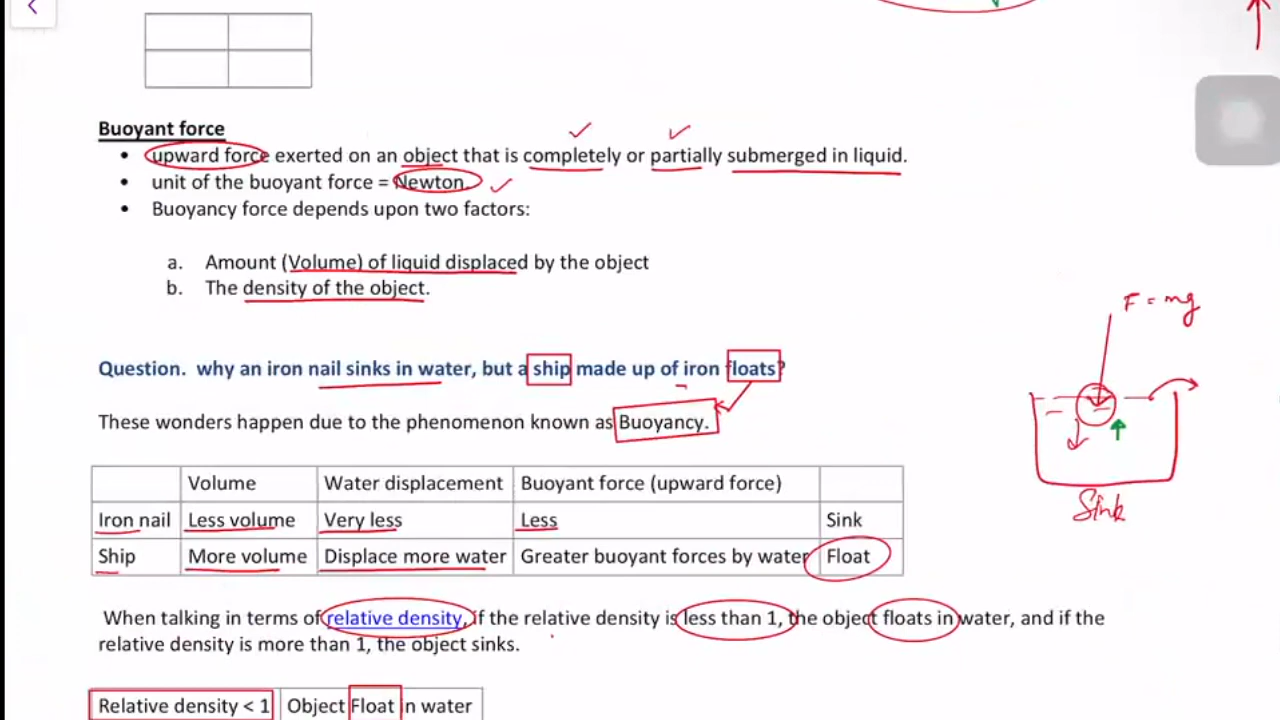 Buoyant force
• upward force exerted on an object that is completely or partially submerged in liquid.
• unit of the buoyant force = Newton.
• Buoyancy force depends upon two factors:
a. Amount (Volume) of liquid displaced by the object
b. The density of the object.
F = mg
Question. why an iron nail sinks in water, but a ship made up of iron floats?
These wonders happen due to the phenomenon known as Buoyancy.
Volume Water displacement Buoyant force (upward force)
Iron nail Less volume Very less Less Sink
Sink
Ship More volume Displace more water Greater buoyant forces by water Float
When talking in terms of relative density, if the relative density is less than 1, the object floats in water, and if the
relative density is more than 1, the object sinks.
Relative density < 1 Object Float in water